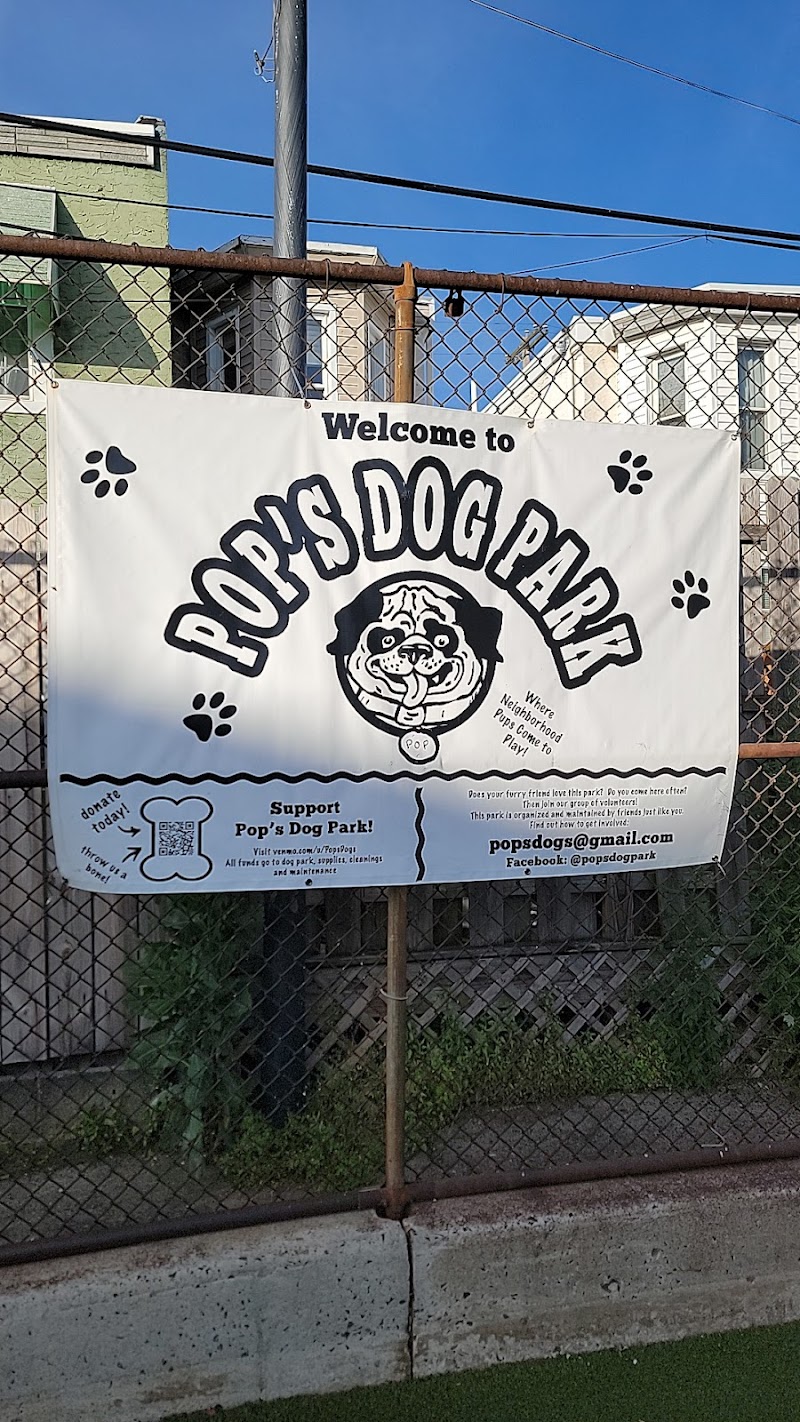 Welcome to
POP'S DOG PARK
POP
Where
Neighborhood
Pups Come to
Play!
donate
today!
throw us a
bone!
Support
Pop's Dog Park!
Visit venmo.com/u/PopsDogs
All funds go to dog park, supplies, cleanings
and maintenance
Does your furry friend love this park? Do you come here often?
Then join our group of volunteers!
This park is organized and maintained by friends just like you.
Find out how to get involved:
popsdogs@gmail.com
Facebook: @popsdogpark